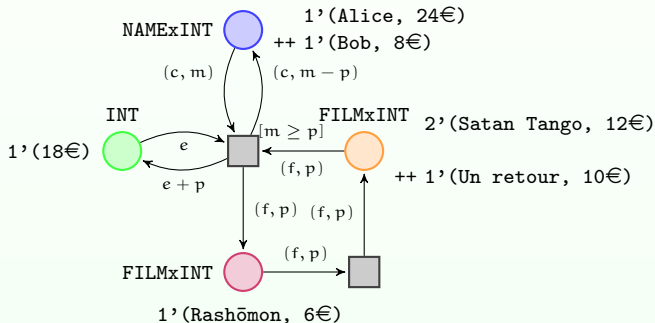 1’(Alice, 24€)
NAMExINT
++ 1’(Bob, 8€)
(c, m)
(c, m − p)
INT
[m ≥ p]
FILMxINT
2’(Satan Tango, 12€)
e
1’(18€)
(f, p)
e + p
++ 1’(Un retour, 10€)
(f, p)
(f, p)
(f, p)
FILMxINT
1’(Rashōmon, 6€)